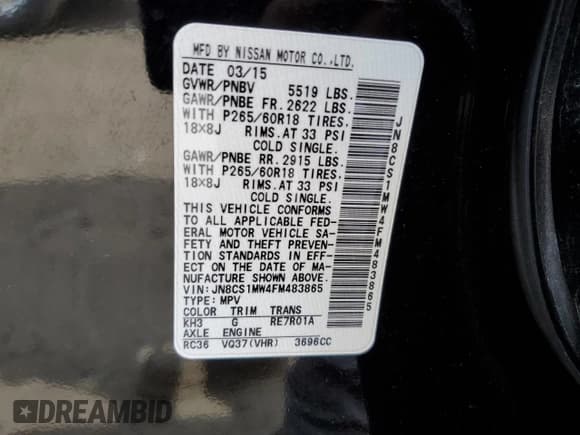 MFD BY NISSAN MOTOR CO.,LTD.
DATE 03/15
GVWR/PNBV 5519 LBS.
GAWR/PNBE FR. 2622 LBS.
WITH P265/60R18 TIRES.
18X8J RIMS. AT 33 PSI
COLD SINGLE.
GAWR/PNBE RR. 2915 LBS.
WITH P265/60R18 TIRES.
18X8J RIMS. AT 33 PSI
COLD SINGLE.
THIS VEHICLE CONFORMS
TO ALL APPLICABLE FED-
ERAL MOTOR VEHICLE SA-
FETY AND THEFT PREVEN-
TION STANDARDS IN EFF-
ECT ON THE DATE OF MA-
NUFACTURE SHOWN ABOVE.
VIN: JN8CS1MW4FM483865
TYPE: MPV
COLOR TRIM TRANS
KH3 G RE7R01A
AXLE ENGINE
RC36 VQ37(VHR) 3696CC
JN8CS1MW4FM483865
DREAMBID